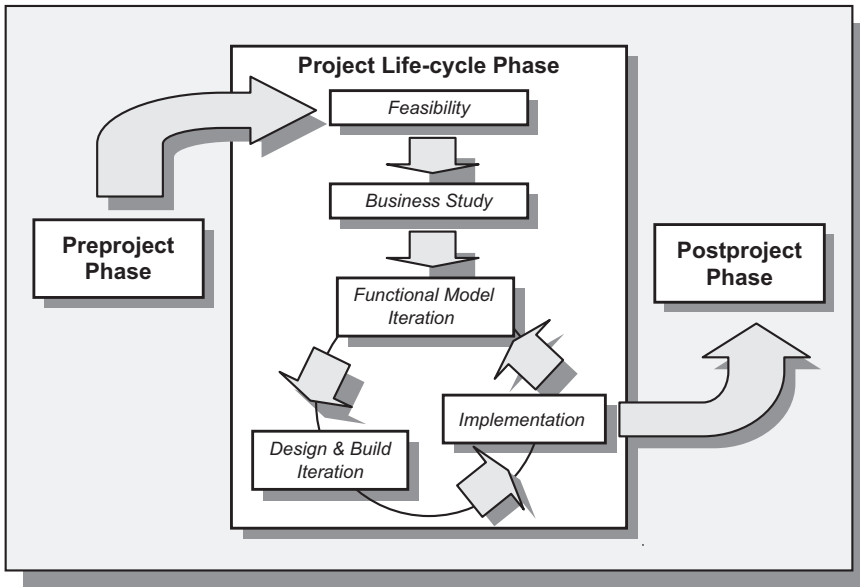 Project Life-cycle Phase
Feasibility
Business Study
Preproject
Phase
Postproject
Phase
Functional Model
Iteration
Implementation
Design & Build
Iteration